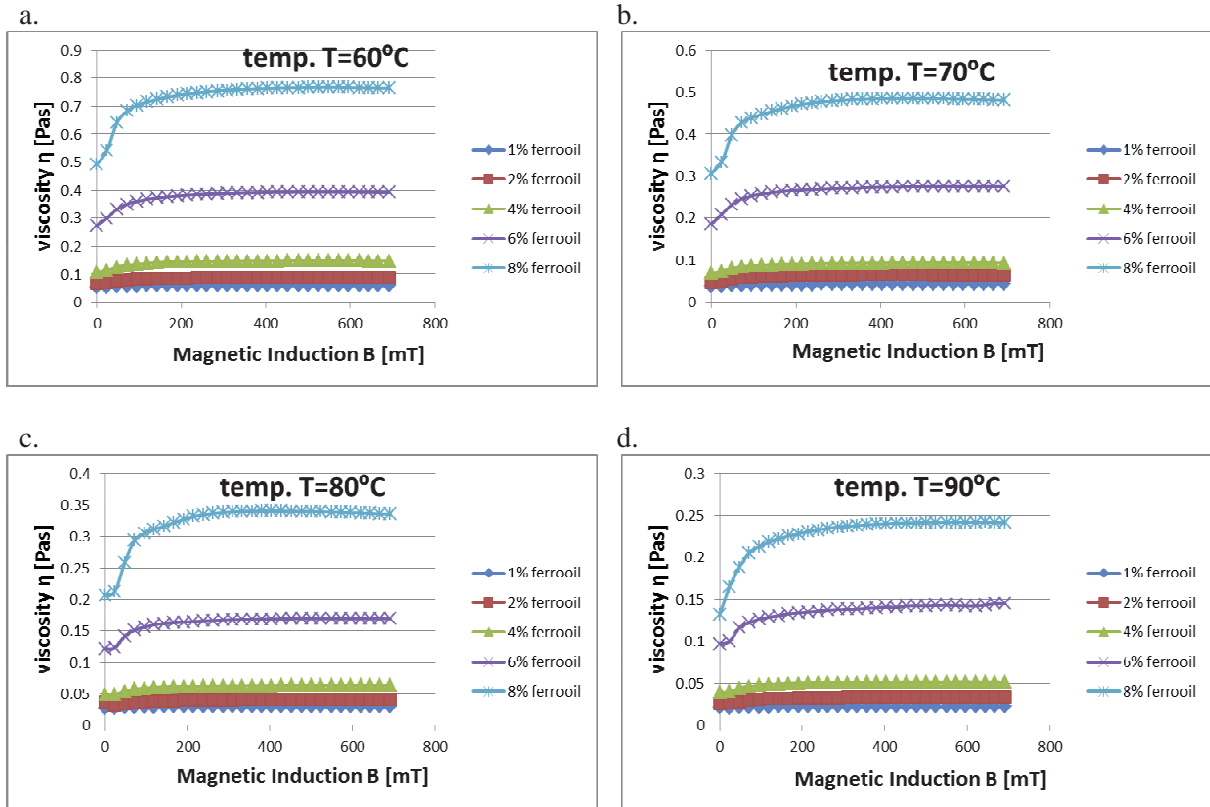 a.
temp. T=60°C
0.9
0.8
0.7
0.6
0.5
0.4
0.3
0.2
0.1
0
viscosity η [Pas]
0 200 400 600 800
Magnetic Induction B [mT]
1% ferrooil
2% ferrooil
4% ferrooil
6% ferrooil
8% ferrooil
b.
temp. T=70°C
0.6
0.5
0.4
0.3
0.2
0.1
0
viscosity η [Pas]
0 200 400 600 800
Magnetic Induction B [mT]
1% ferrooil
2% ferrooil
4% ferrooil
6% ferrooil
8% ferrooil
c.
temp. T=80°C
0.4
0.35
0.3
0.25
0.2
0.15
0.1
0.05
0
viscosity η [Pas]
0 200 400 600 800
Magnetic Induction B [mT]
1% ferrooil
2% ferrooil
4% ferrooil
6% ferrooil
8% ferrooil
d.
temp. T=90°C
0.3
0.25
0.2
0.15
0.1
0.05
0
viscosity η [Pas]
0 200 400 600 800
Magnetic Induction B [mT]
1% ferrooil
2% ferrooil
4% ferrooil
6% ferrooil
8% ferrooil